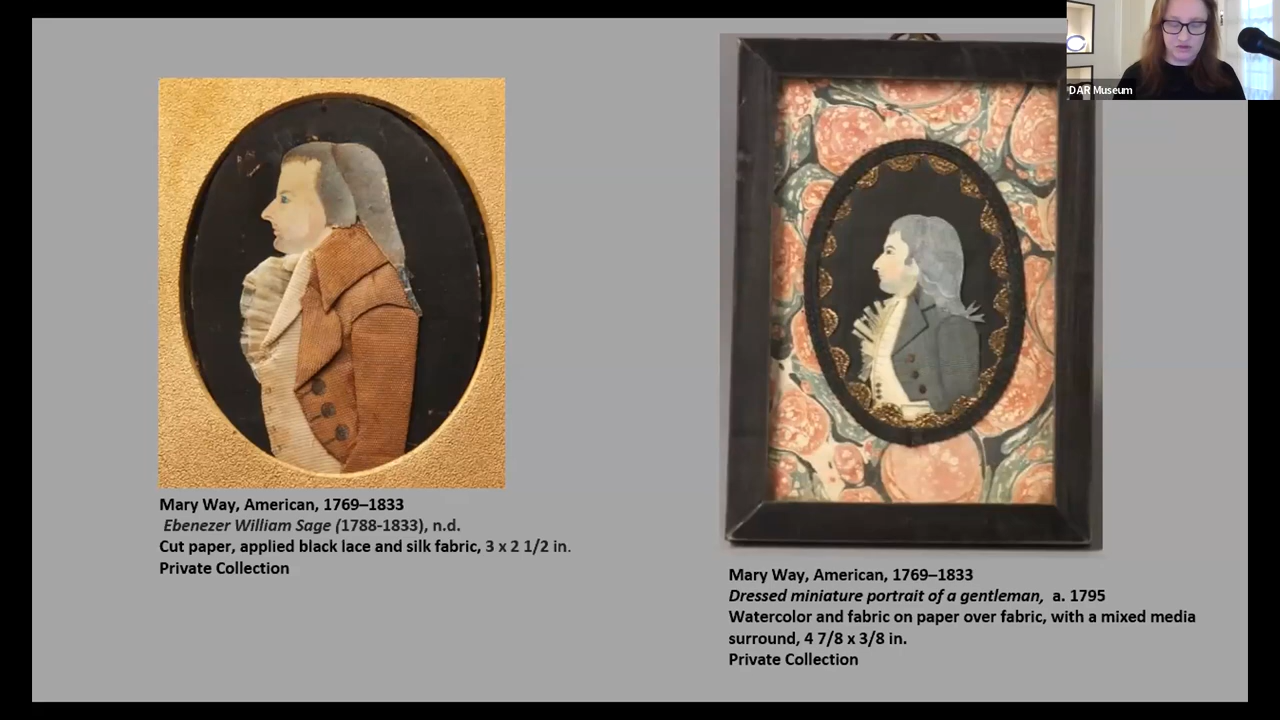 DAR Museum
Mary Way, American, 1769–1833
Ebenezer William Sage (1788-1833), n.d.
Cut paper, applied black lace and silk fabric, 3 x 2 1/2 in.
Private Collection
Mary Way, American, 1769–1833
Dressed miniature portrait of a gentleman, a. 1795
Watercolor and fabric on paper over fabric, with a mixed media
surround, 4 7/8 x 3/8 in.
Private Collection